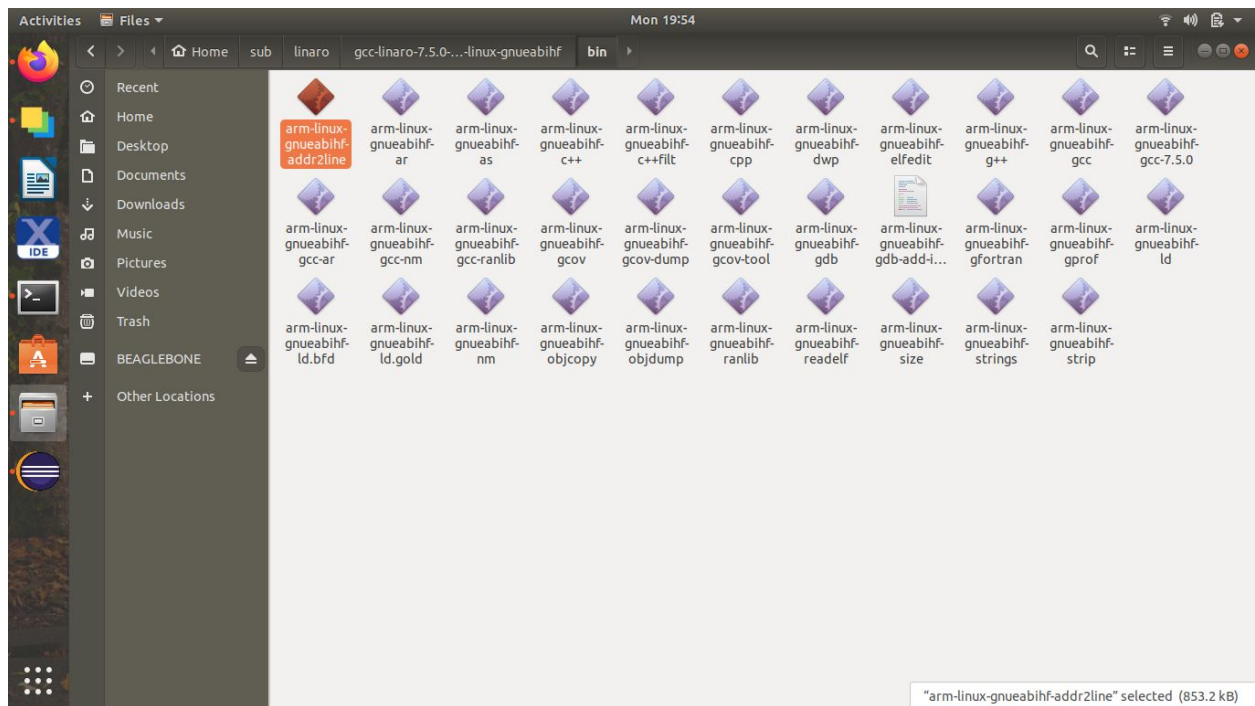 Activities
Files
Mon 19:54
Home
sub
linaro
gcc-linaro-7.5.0-...-linux-gnueabihf
bin
Recent
Home
Desktop
Documents
Downloads
Music
Pictures
Videos
Trash
BEAGLEBONE
+ Other Locations
IDE
arm-linux-
gnueabihf-
addr2line
arm-linux-
gnueabihf-
ar
arm-linux-
gnueabihf-
as
arm-linux-
gnueabihf-
c++
arm-linux-
gnueabihf-
c++filt
arm-linux-
gnueabihf-
cpp
arm-linux-
gnueabihf-
dwp
arm-linux-
gnueabihf-
elfedit
arm-linux-
gnueabihf-
g++
arm-linux-
gnueabihf-
gcc
arm-linux-
gnueabihf-
gcc-7.5.0
arm-linux-
gnueabihf-
gcc-ar
arm-linux-
gnueabihf-
gcc-nm
arm-linux-
gnueabihf-
gcc-ranlib
arm-linux-
gnueabihf-
gcov
arm-linux-
gnueabihf-
gcov-dump
arm-linux-
gnueabihf-
gcov-tool
arm-linux-
gnueabihf-
gdb
arm-linux-
gnueabihf-
gdb-add-i...
arm-linux-
gnueabihf-
gfortran
arm-linux-
gnueabihf-
gprof
arm-linux-
gnueabihf-
ld
arm-linux-
gnueabihf-
ld.bfd
arm-linux-
gnueabihf-
ld.gold
arm-linux-
gnueabihf-
nm
arm-linux-
gnueabihf-
objcopy
arm-linux-
gnueabihf-
objdump
arm-linux-
gnueabihf-
ranlib
arm-linux-
gnueabihf-
readelf
arm-linux-
gnueabihf-
size
arm-linux-
gnueabihf-
strings
arm-linux-
gnueabihf-
strip
"arm-linux-gnueabihf-addr2line" selected (853.2 kB)